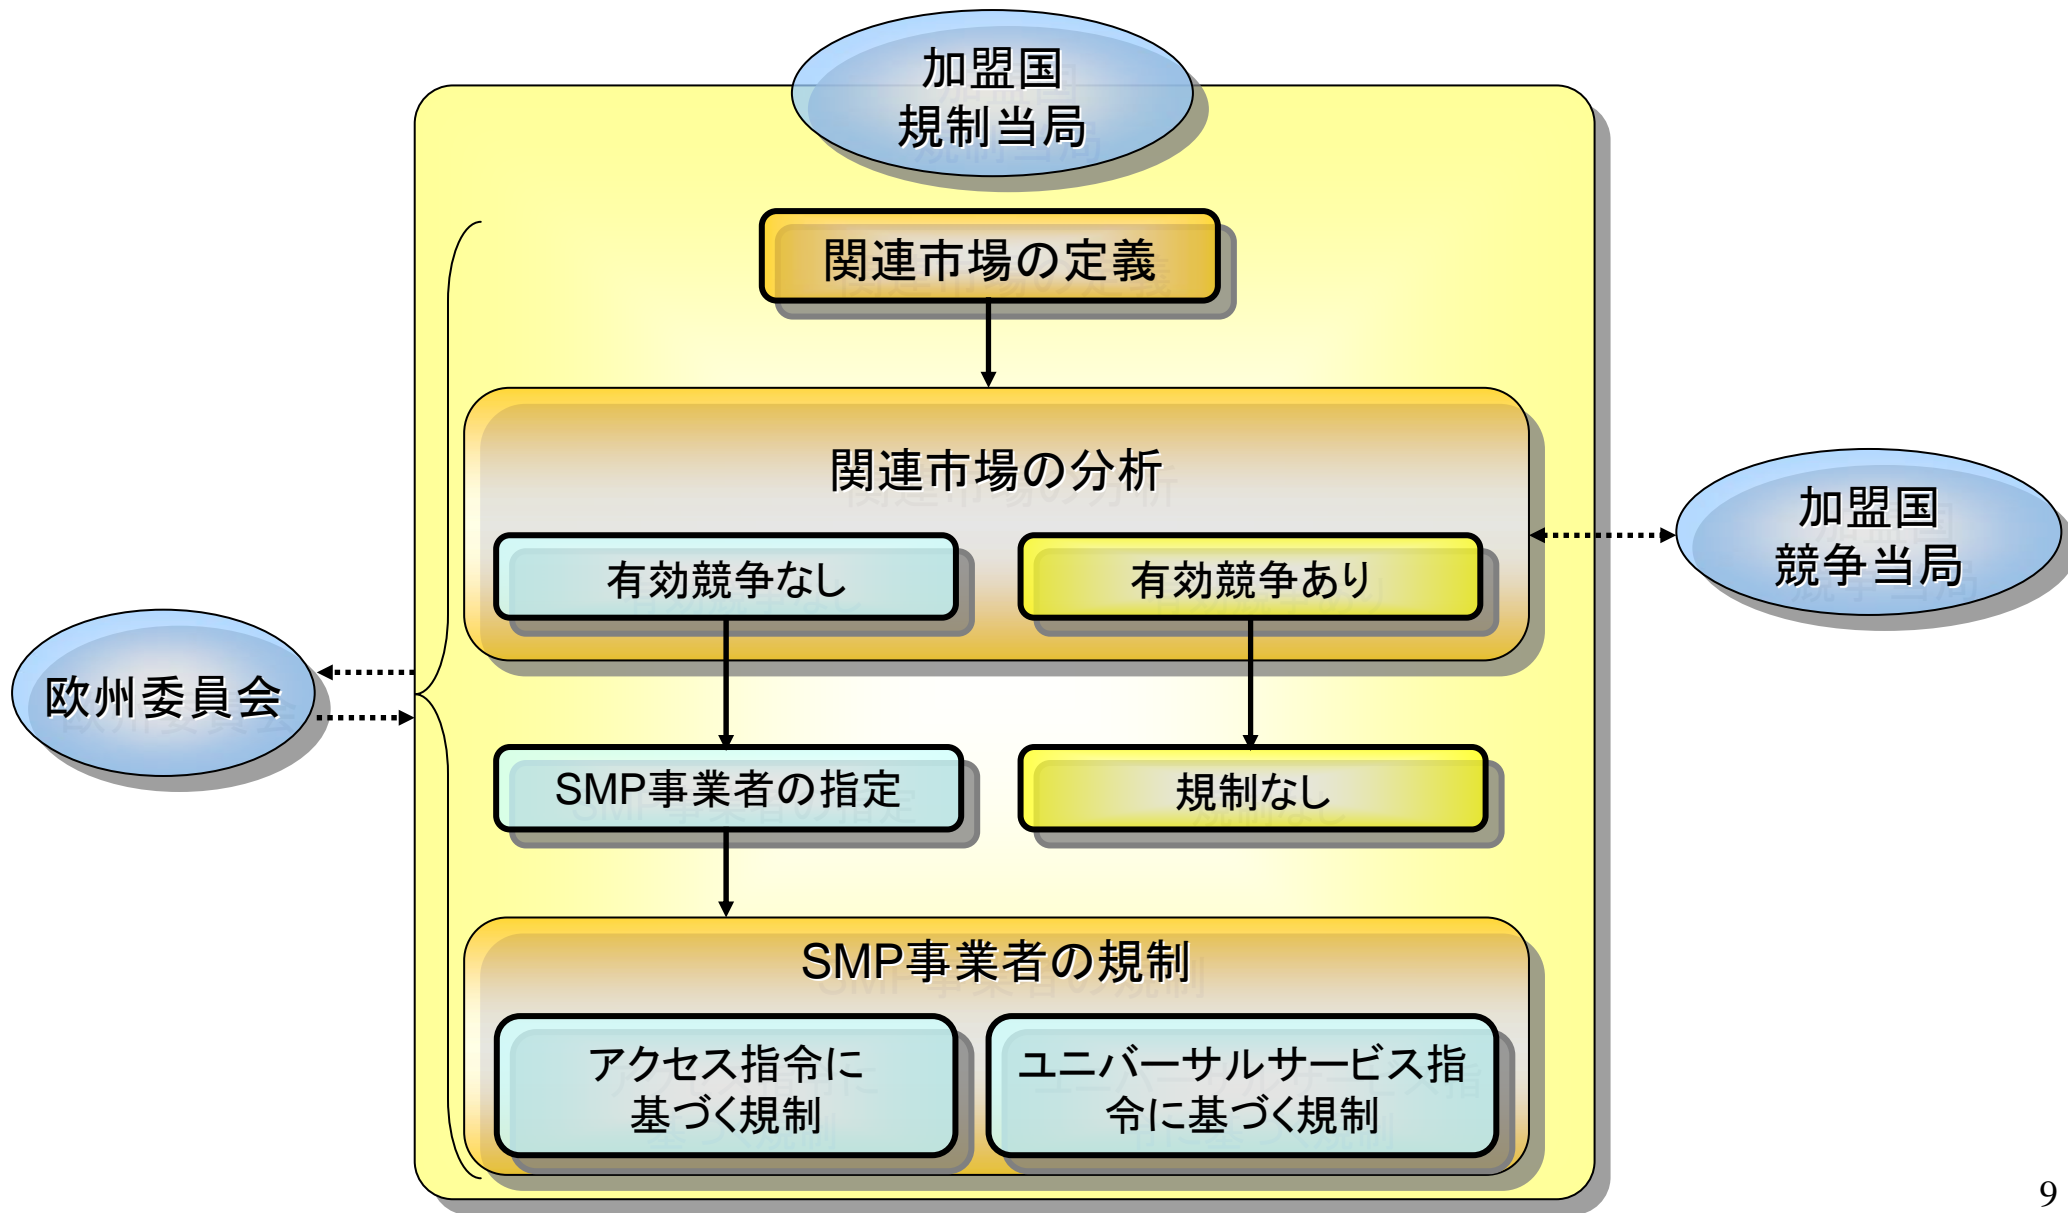 加盟国
規制当局
関連市場の定義
関連市場の分析
有効競争なし
有効競争あり
加盟国
競争当局
欧州委員会
SMP事業者の指定
規制なし
SMP事業者の規制
アクセス指令に
基づく規制
ユニバーサルサービス指
令に基づく規制
9